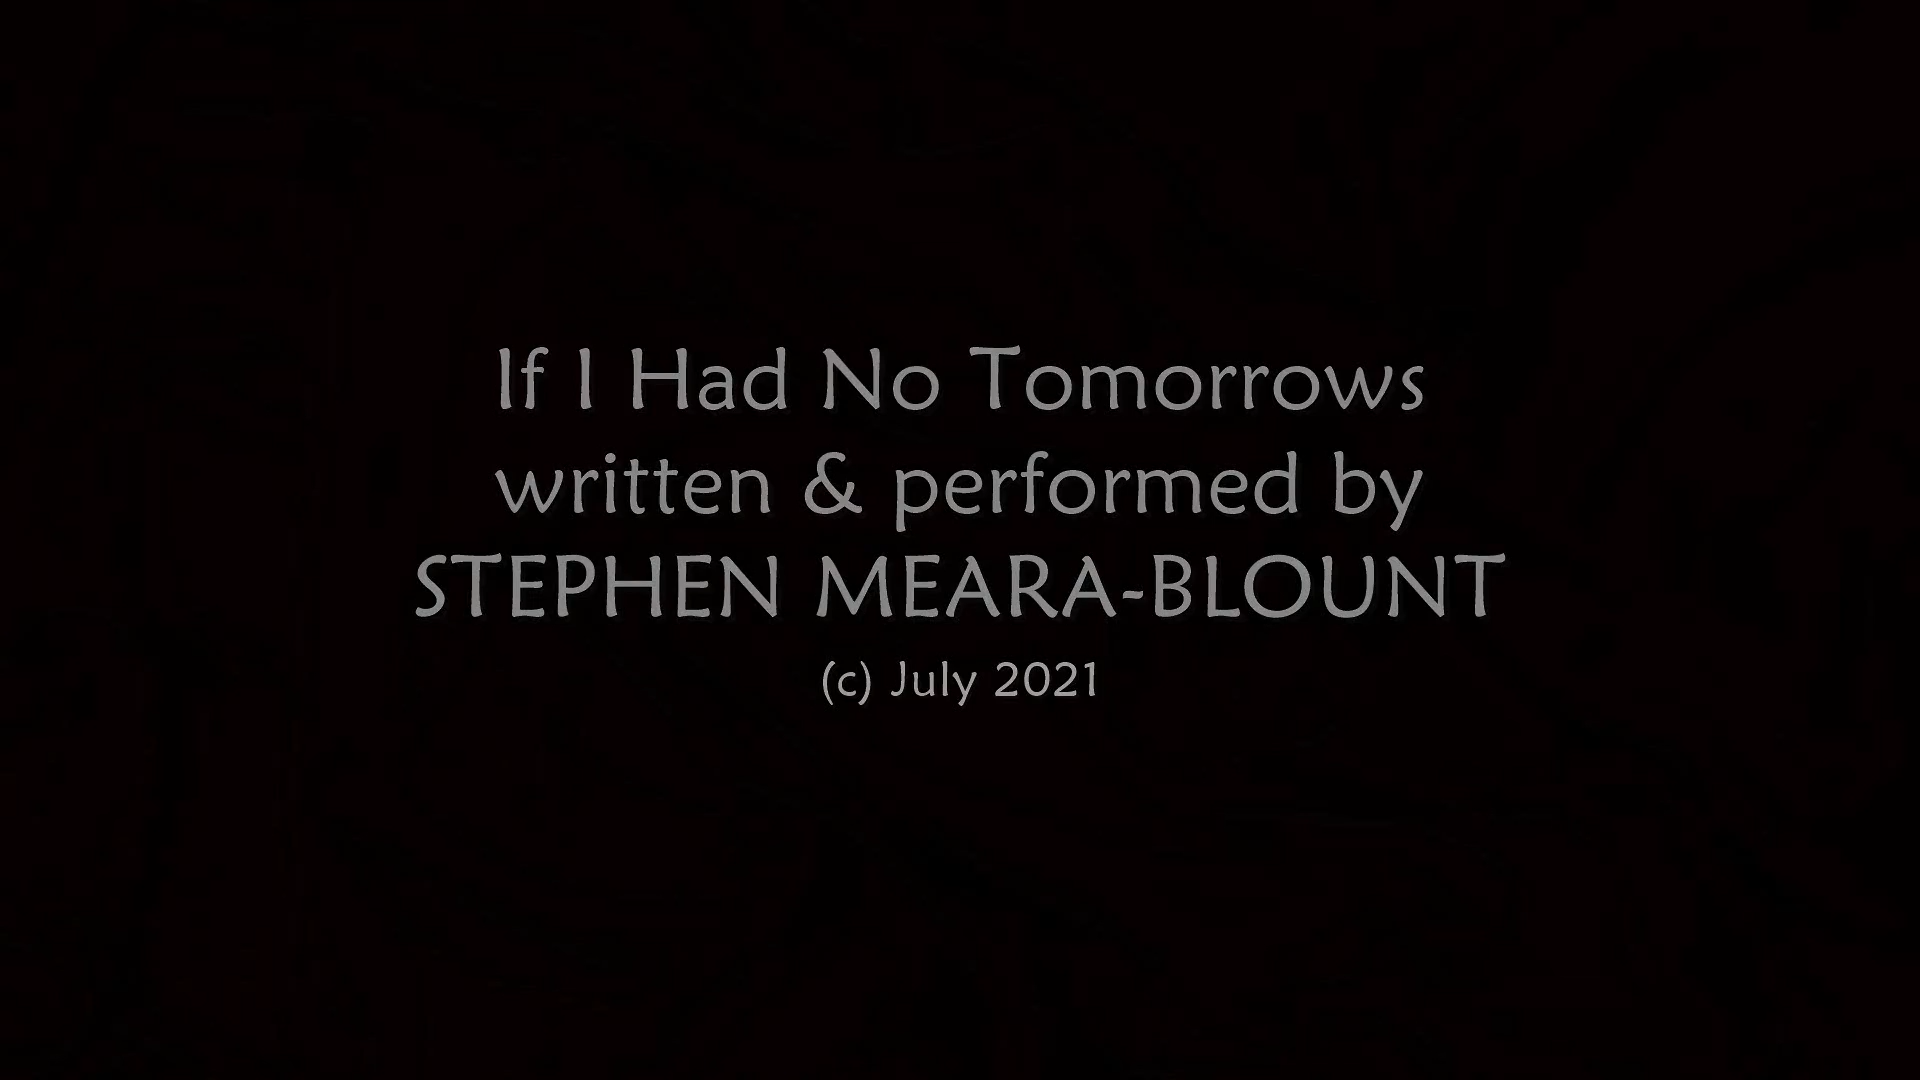 If I Had No Tomorrows
written & performed by
STEPHEN MEARA-BLOUNT
(c) July 2021